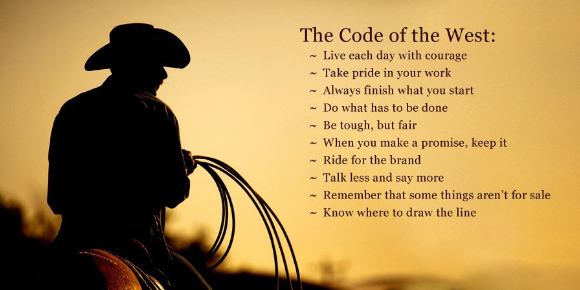 The Code of the West:
~ Live each day with courage
~ Take pride in your work
~ Always finish what you start
~ Do what has to be done
~ Be tough, but fair
~ When you make a promise, keep it
~ Ride for the brand
~ Talk less and say more
~ Remember that some things aren't for sale
~ Know where to draw the line